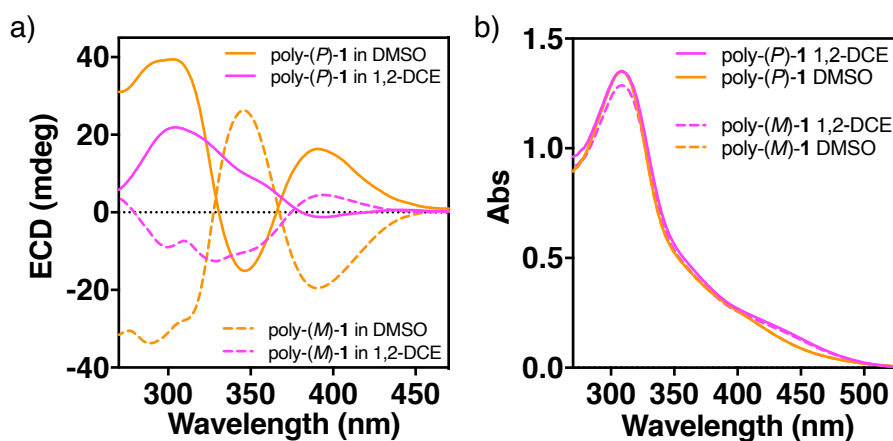 a)
40
20
0
-20
-40
ECD (mdeg)
poly-(P)-1 in DMSO
poly-(P)-1 in 1,2-DCE
poly-(M)-1 in DMSO
poly-(M)-1 in 1,2-DCE
300 350 400 450
Wavelength (nm)
b)
1.5
1.0
0.5
0.0
Abs
poly-(P)-1 1,2-DCE
poly-(P)-1 DMSO
poly-(M)-1 1,2-DCE
poly-(M)-1 DMSO
300 350 400 450 500
Wavelength (nm)